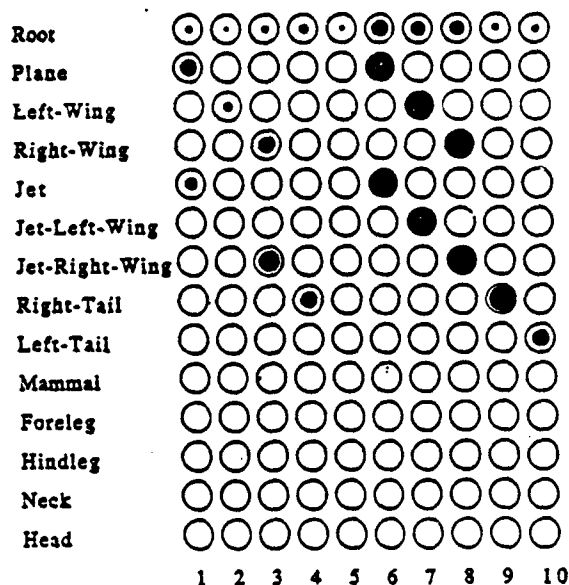 Root
Plane
Left-Wing
Right-Wing
Jet
Jet-Left-Wing
Jet-Right-Wing
Right-Tail
Left-Tail
Mammal
Foreleg
Hindleg
Neck
Head
1 2 3 4 5 6 7 8 9 10